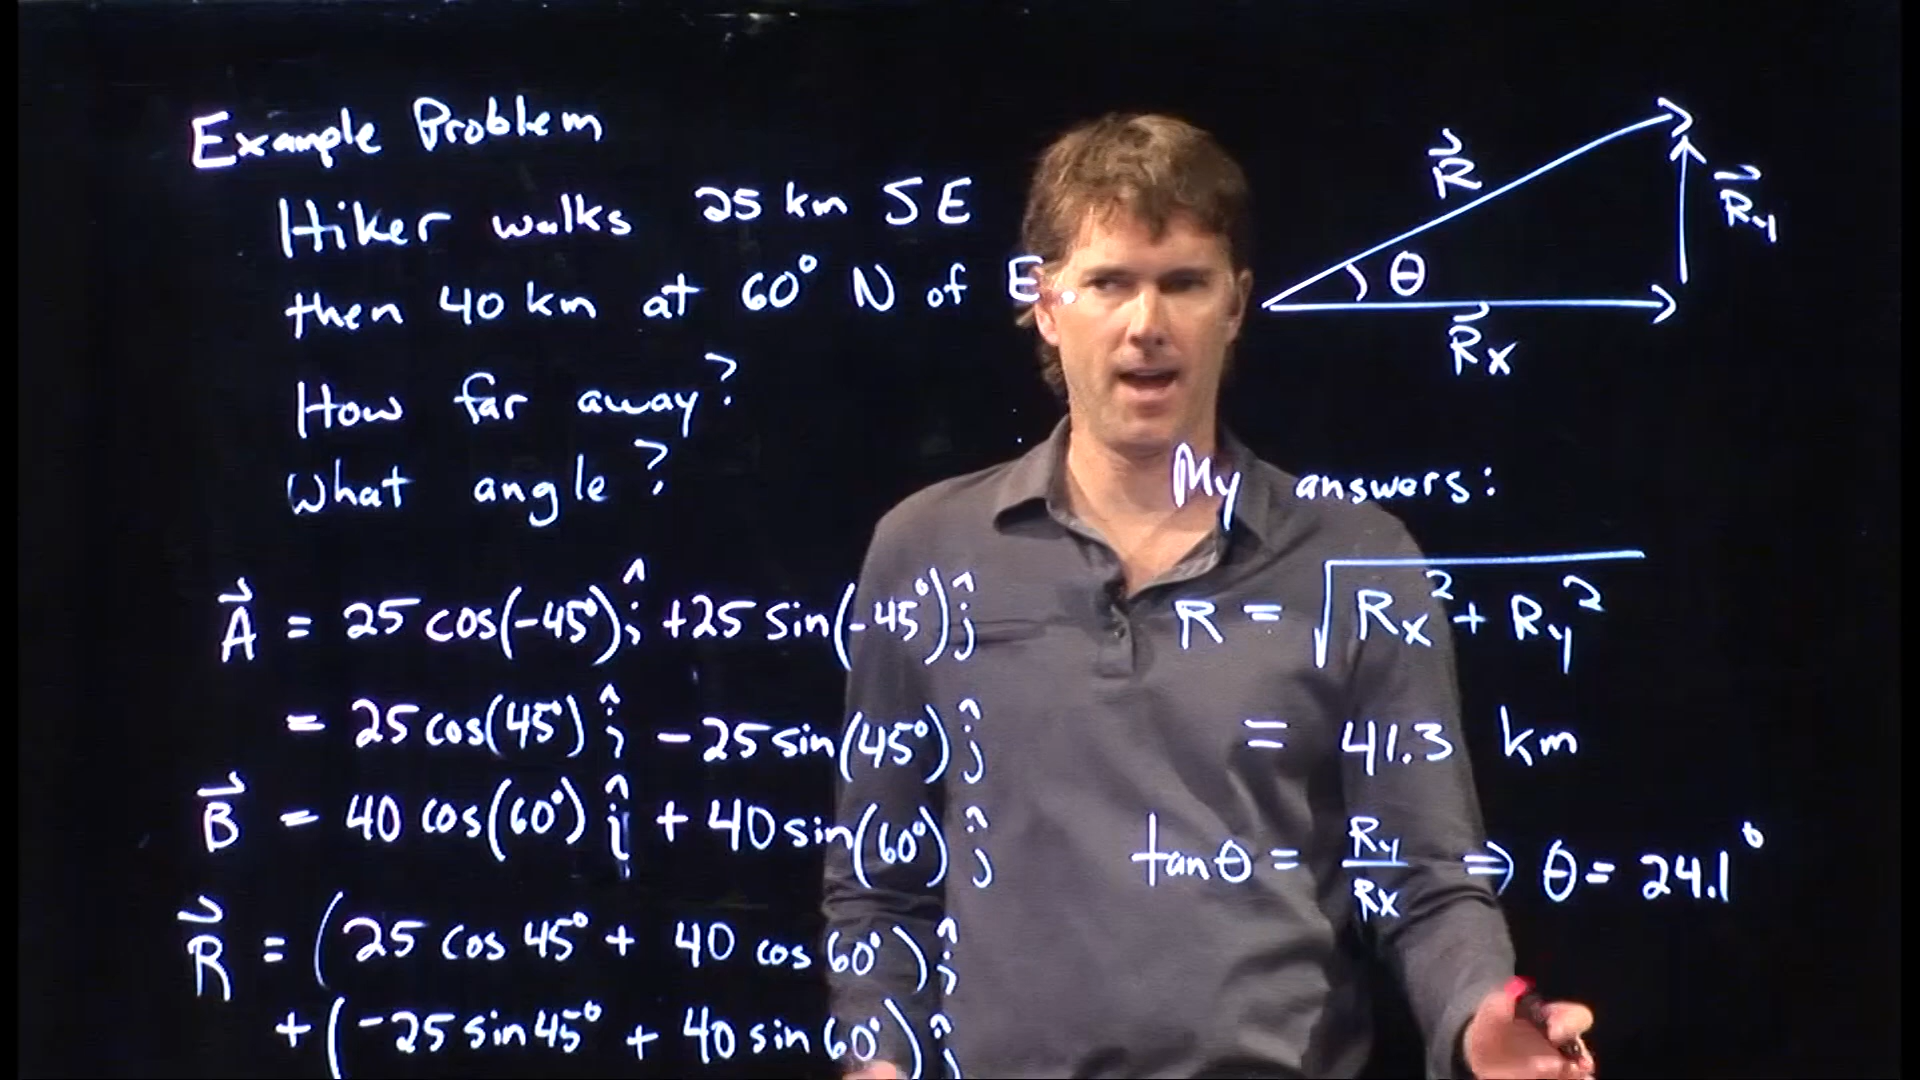 Example Problem
Hiker walks 25 km SE
then 40 km at 60° N of E.
How far away?
What angle?
A⃗ = 25 cos(-45°) î + 25 sin(-45°) ĵ
= 25 cos(45°) î - 25 sin(45°) ĵ
B⃗ = 40 cos(60°) î + 40 sin(60°) ĵ
R⃗ = (25 cos 45° + 40 cos 60°) î
+ (-25 sin 45° + 40 sin 60°) ĵ
R⃗
R⃗y
θ
R⃗x
My answers:
R = √(Rx² + Ry²)
= 41.3 km
tan θ = Ry/Rx ⇒ θ = 24.1°